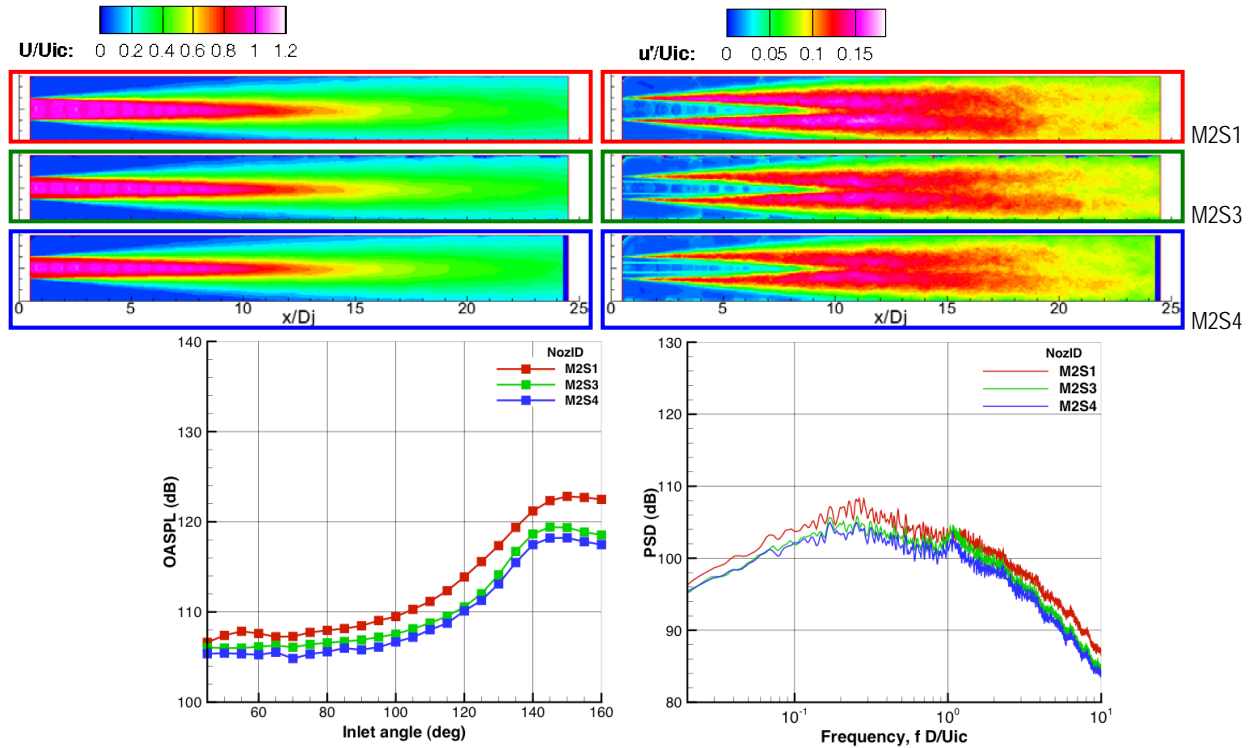 U/Uic: 0 0.2 0.4 0.6 0.8 1 1.2
u'/Uic: 0 0.05 0.1 0.15
M2S1
M2S3
M2S4
0 5 10 15 20 25
x/Dj
0 5 10 15 20 25
x/Dj
140
130
120
110
100
OASPL (dB)
NozID
M2S1
M2S3
M2S4
60 80 100 120 140 160
Inlet angle (deg)
130
120
110
100
90
80
PSD (dB)
NozID
M2S1
M2S3
M2S4
10-1 100 101
Frequency, f D/Uic